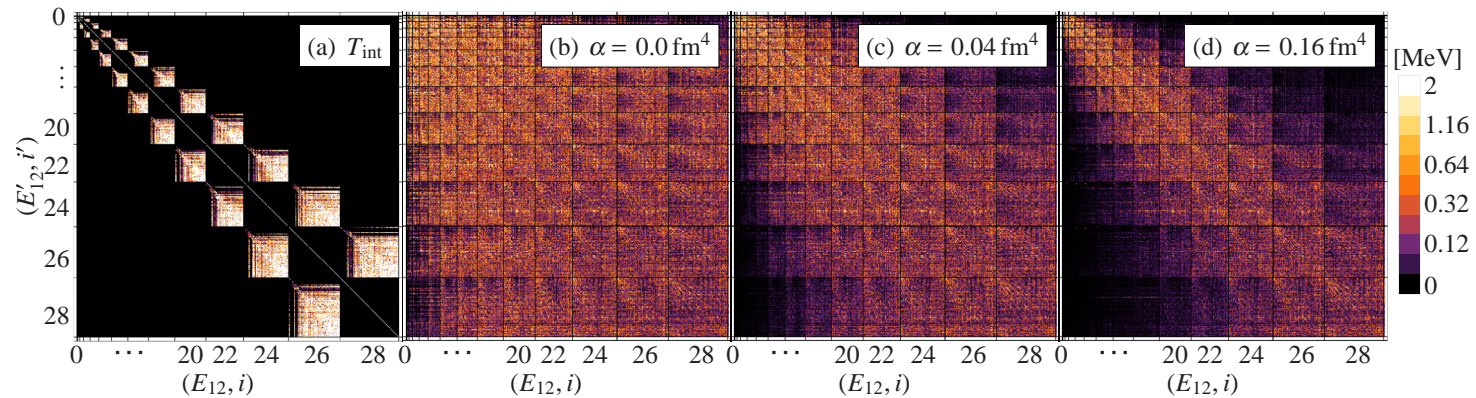 (a) T_int
(b) α = 0.0 fm⁴
(c) α = 0.04 fm⁴
(d) α = 0.16 fm⁴
[MeV]
2
1.16
0.64
0.32
0.12
0
(E′₁₂, i′)
0
⋮
20
22
24
26
28
0 ··· 20 22 24 28
0 ··· 20 22 24 26 28
0 ··· 20 22 24 26 28
0 ··· 20 22 24 26 28
(E₁₂, i)
(E₁₂, i)
(E₁₂, i)
(E₁₂, i)